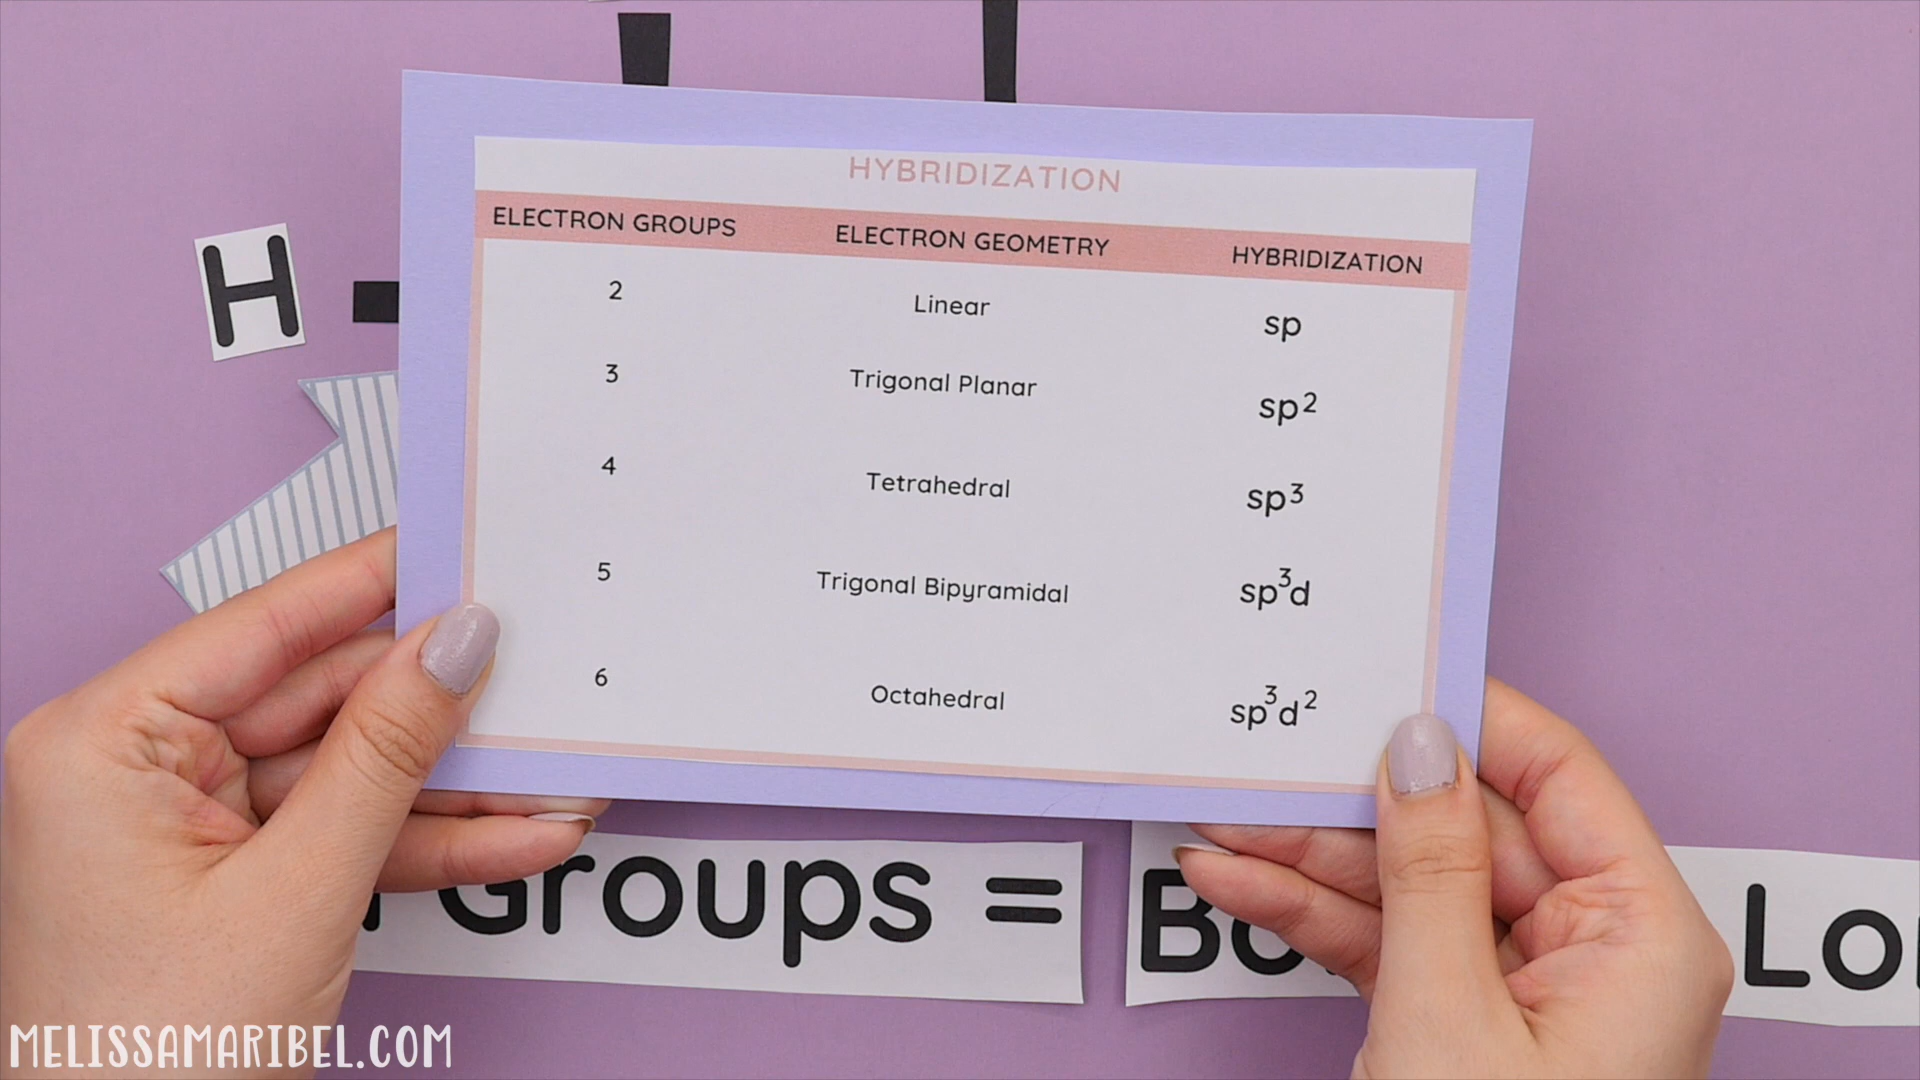 H
HYBRIDIZATION
ELECTRON GROUPS ELECTRON GEOMETRY HYBRIDIZATION
2 Linear sp
3 Trigonal Planar sp²
4 Tetrahedral sp³
5 Trigonal Bipyramidal sp³d
6 Octahedral sp³d²
Groups =
MELISSAMARIBEL.COM